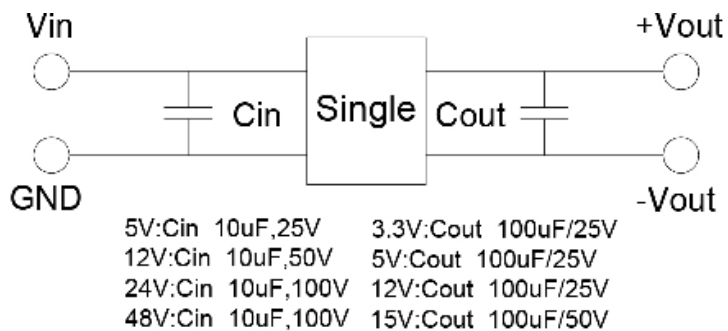 Vin +Vout
Cin Single Cout
GND -Vout
5V:Cin 10uF,25V 3.3V:Cout 100uF/25V
12V:Cin 10uF,50V 5V:Cout 100uF/25V
24V:Cin 10uF,100V 12V:Cout 100uF/25V
48V:Cin 10uF,100V 15V:Cout 100uF/50V